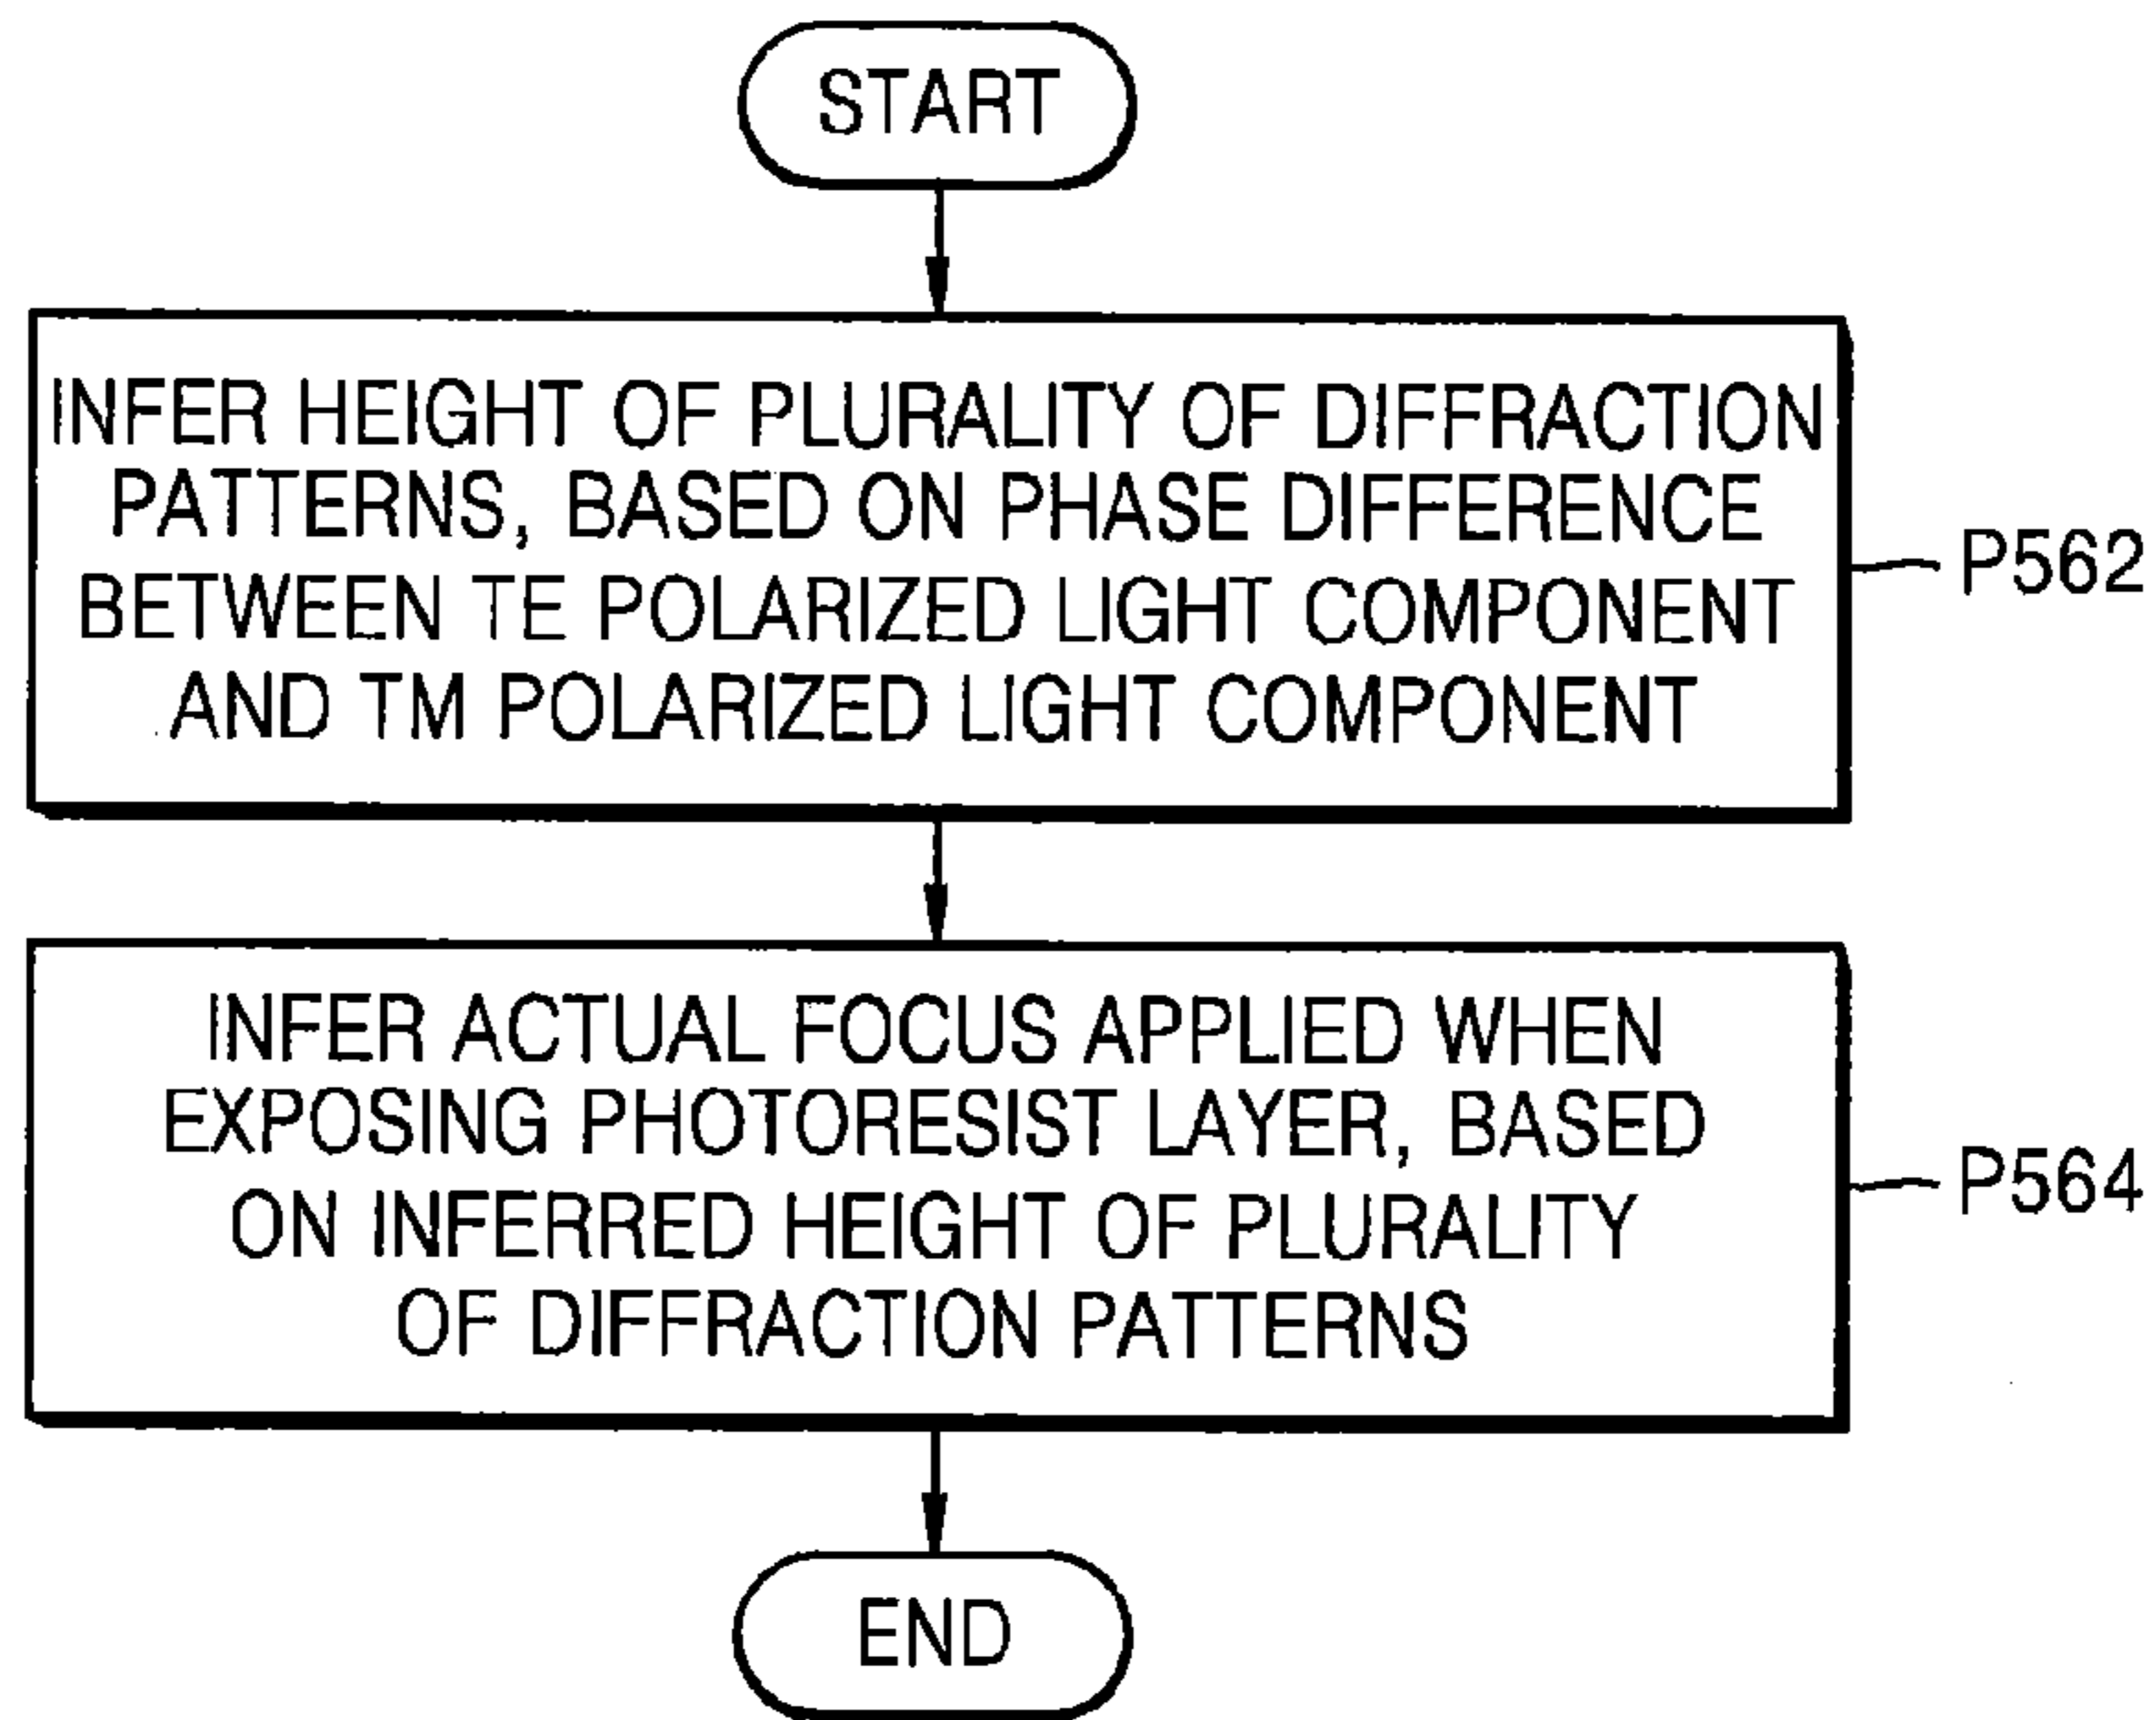 START
INFER HEIGHT OF PLURALITY OF DIFFRACTION
PATTERNS, BASED ON PHASE DIFFERENCE
BETWEEN TE POLARIZED LIGHT COMPONENT
AND TM POLARIZED LIGHT COMPONENT
P562
INFER ACTUAL FOCUS APPLIED WHEN
EXPOSING PHOTORESIST LAYER, BASED
ON INFERRED HEIGHT OF PLURALITY
OF DIFFRACTION PATTERNS
P564
END